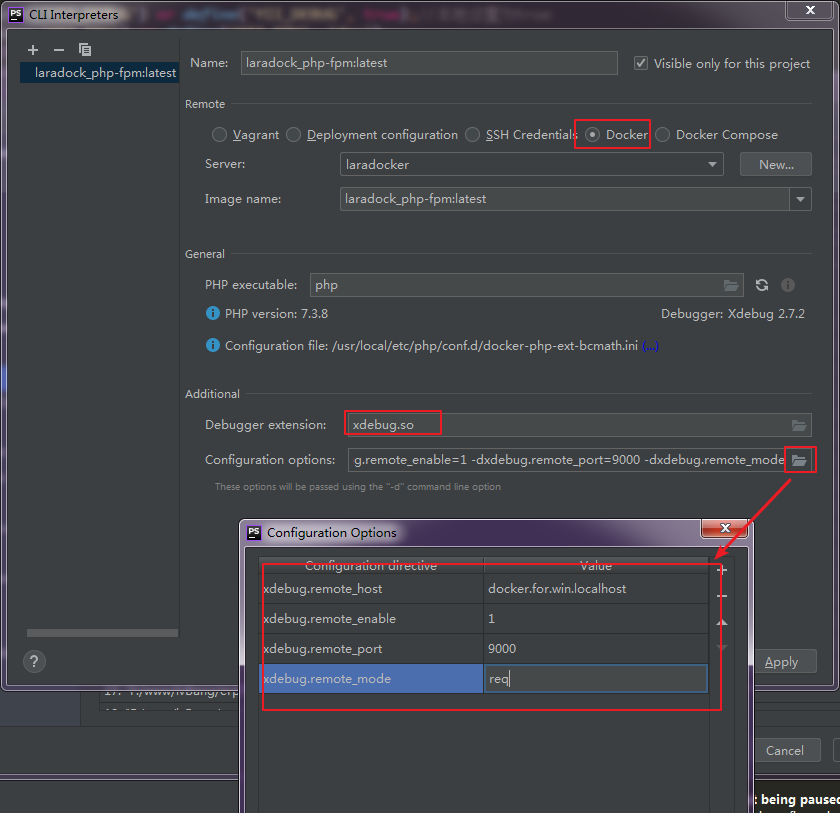 PS CLI Interpreters
laradock_php-fpm:latest
Name: laradock_php-fpm:latest Visible only for this project
Remote
Vagrant Deployment configuration SSH Credentials Docker Docker Compose
Server: laradocker New...
Image name: laradock_php-fpm:latest
General
PHP executable: php
PHP version: 7.3.8 Debugger: Xdebug 2.7.2
Configuration file: /usr/local/etc/php/conf.d/docker-php-ext-bcmath.ini (...)
Additional
Debugger extension: xdebug.so
Configuration options: g.remote_enable=1 -dxdebug.remote_port=9000 -dxdebug.remote_mode
These options will be passed using the "-d" command line option
PS Configuration Options
Configuration directive Value
xdebug.remote_host docker.for.win.localhost
xdebug.remote_enable 1
xdebug.remote_port 9000
xdebug.remote_mode req
? Apply
Cancel
: being paused